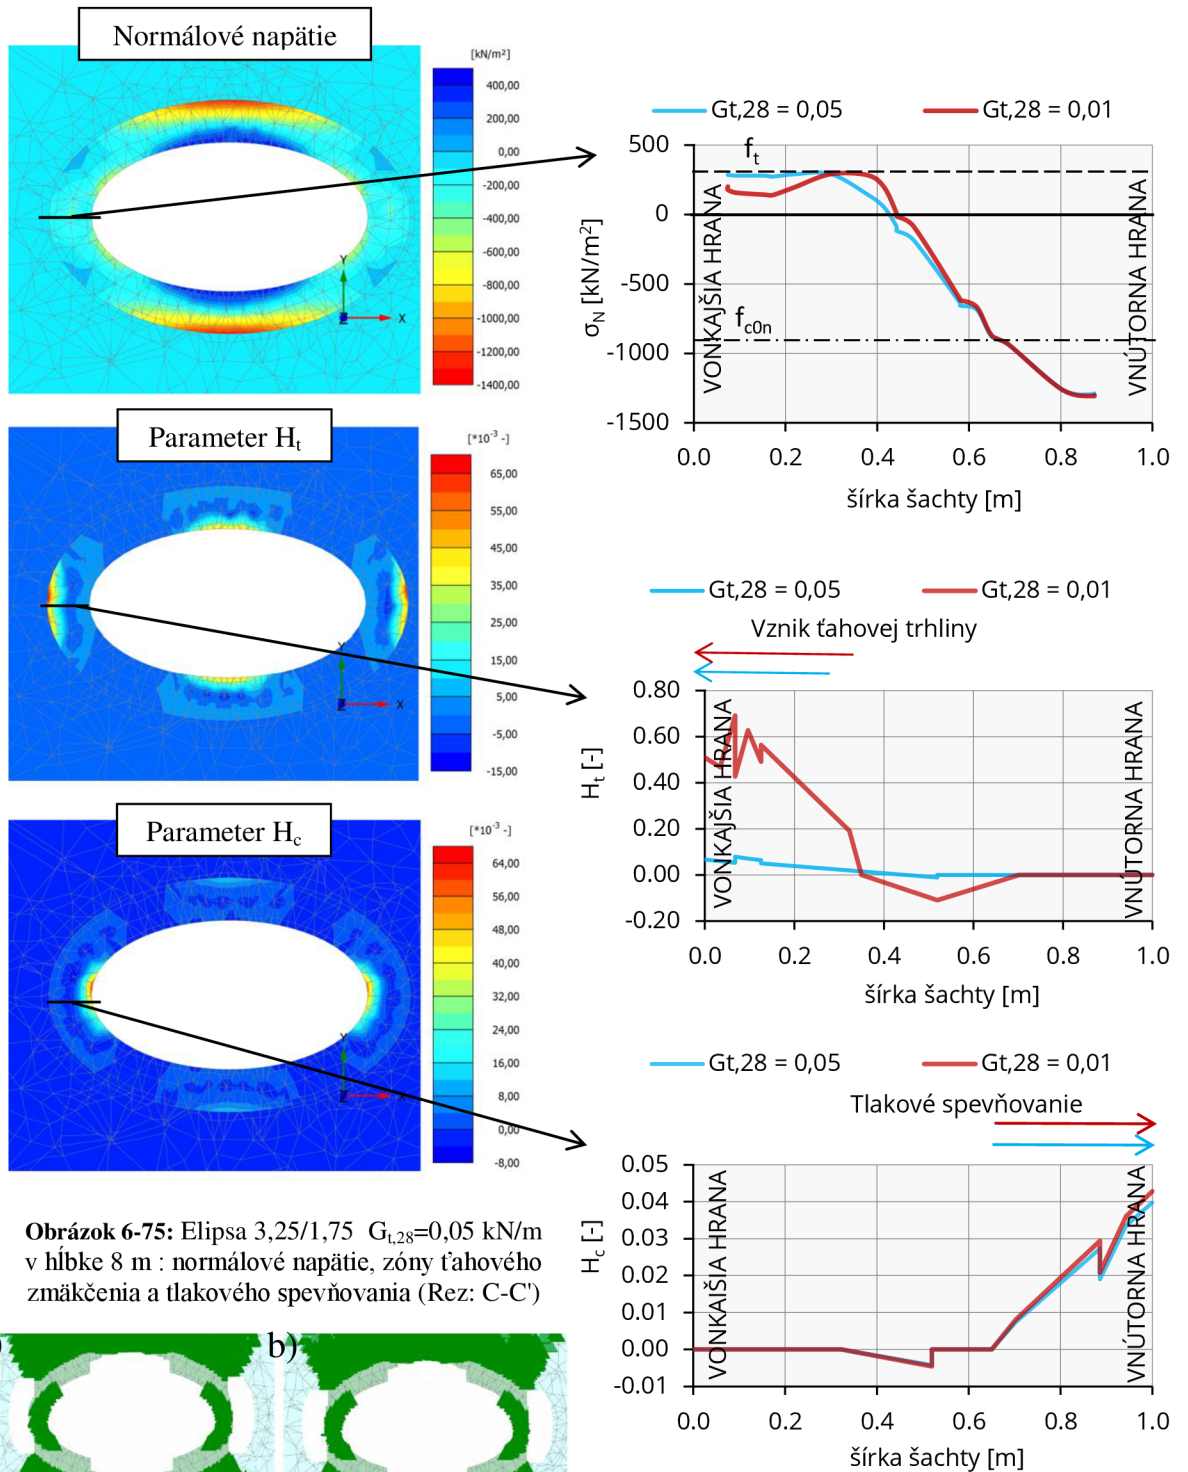 Normálové napätie
[kN/m²]
400,00
200,00
0,00
-200,00
-400,00
-600,00
-800,00
-1000,00
-1200,00
-1400,00
Y
Z
X
Gt,28 = 0,05
Gt,28 = 0,01
500
0
-500
-1000
-1500
σN [kN/m²]
ft
fc0n
VONKAJŠIA HRANA
VNÚTORNA HRANA
0.0 0.2 0.4 0.6 0.8 1.0
šírka šachty [m]
Parameter Ht
[*10-3 -]
65,00
55,00
45,00
35,00
25,00
15,00
5,00
-5,00
-15,00
Y
Z
X
Gt,28 = 0,05
Gt,28 = 0,01
Vznik ťahovej trhliny
0.80
0.60
0.40
0.20
0.00
-0.20
Ht [-]
VONKAJŠIA HRANA
VNÚTORNA HRANA
0.0 0.2 0.4 0.6 0.8 1.0
šírka šachty [m]
Parameter Hc
[*10-3 -]
64,00
56,00
48,00
40,00
32,00
24,00
16,00
8,00
0,00
-8,00
Y
Z
X
Gt,28 = 0,05
Gt,28 = 0,01
Tlakové spevňovanie
0.05
0.04
0.03
0.02
0.01
0.00
-0.01
Hc [-]
VONKAJŠIA HRANA
VNÚTORNA HRANA
0.0 0.2 0.4 0.6 0.8 1.0
šírka šachty [m]
Obrázok 6-75: Elipsa 3,25/1,75 Gt,28=0,05 kN/m
v hĺbke 8 m : normálové napätie, zóny ťahového
zmäkčenia a tlakového spevňovania (Rez: C-C')
b)